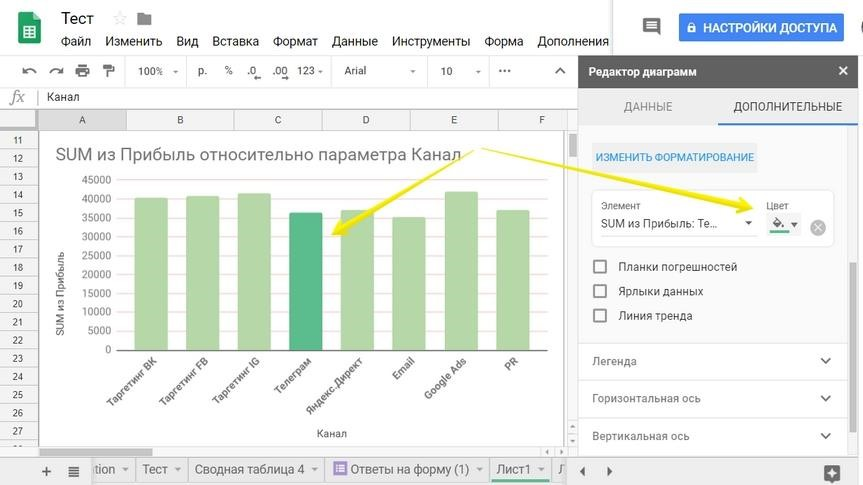 Тест
Файл Изменить Вид Вставка Формат Данные Инструменты Форма Дополнения
НАСТРОЙКИ ДОСТУПА
100% р. % .0 .00 123 Arial 10
Редактор диаграмм
fx Канал
ДАННЫЕ ДОПОЛНИТЕЛЬНЫЕ
A B C D E F
11
12
13
14
15
16
17
18
19
20
21
22
23
24
25
26
27
SUM из Прибыль относительно параметра Канал
45000
40000
35000
30000
25000
20000
15000
10000
5000
0
SUM из Прибыль
Таргетинг ВК
Таргетинг FB
Таргетинг IG
Телеграм
Яндекс.Директ
Email
Google Ads
PR
Канал
ИЗМЕНИТЬ ФОРМАТИРОВАНИЕ
Элемент Цвет
SUM из Прибыль: Те...
Планки погрешностей
Ярлыки данных
Линия тренда
Легенда
Горизонтальная ось
Вертикальная ось
tion Тест Сводная таблица 4 Ответы на форму (1) Лист1